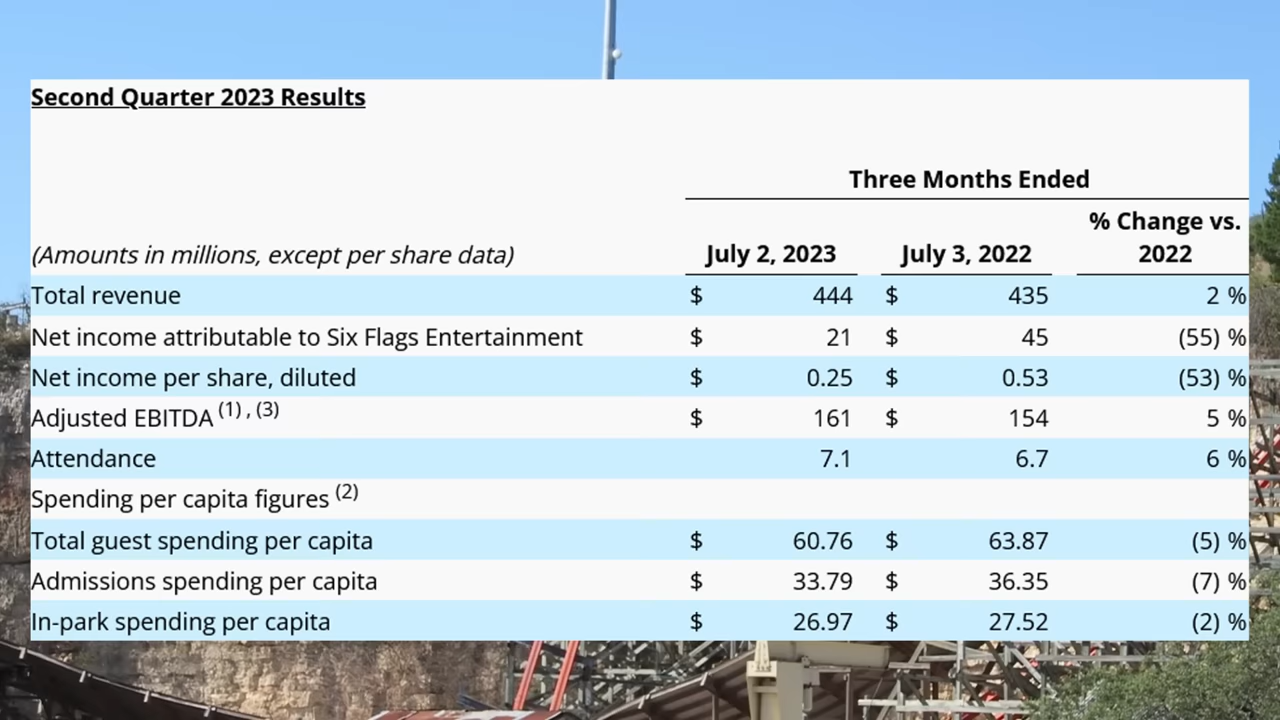 Second Quarter 2023 Results
Three Months Ended
(Amounts in millions, except per share data) July 2, 2023 July 3, 2022 % Change vs. 2022
Total revenue $ 444 $ 435 2 %
Net income attributable to Six Flags Entertainment $ 21 $ 45 (55) %
Net income per share, diluted $ 0.25 $ 0.53 (53) %
Adjusted EBITDA (1) , (3) $ 161 $ 154 5 %
Attendance 7.1 6.7 6 %
Spending per capita figures (2)
Total guest spending per capita $ 60.76 $ 63.87 (5) %
Admissions spending per capita $ 33.79 $ 36.35 (7) %
In-park spending per capita $ 26.97 $ 27.52 (2) %